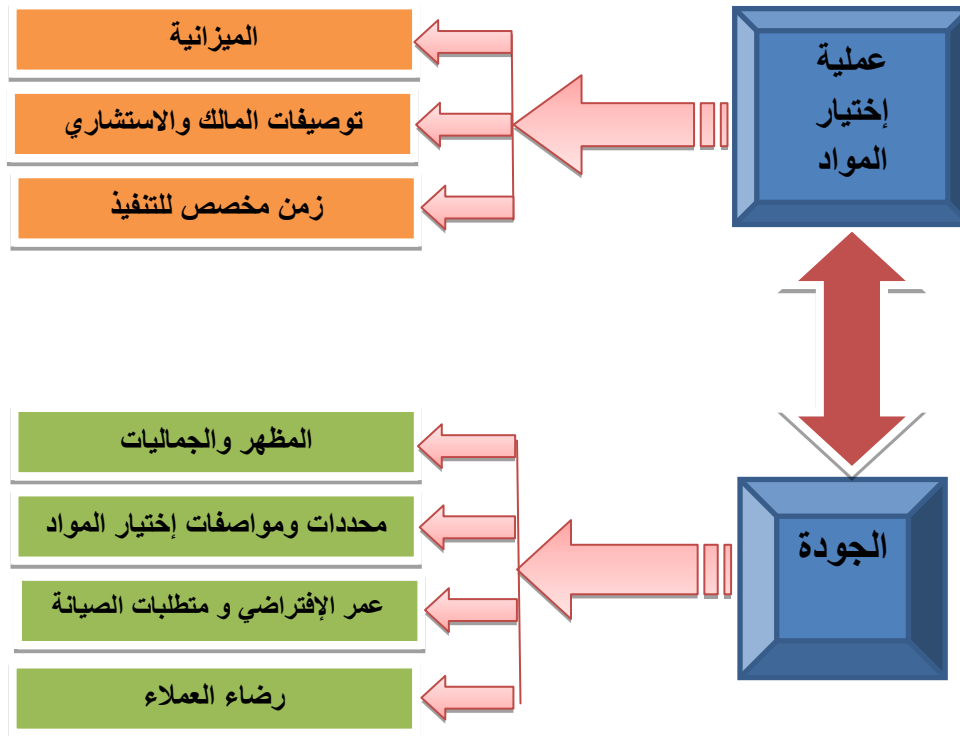 عملية
إختيار
المواد
الميزانية
توصيفات المالك والاستشاري
زمن مخصص للتنفيذ
الجودة
المظهر والجماليات
محددات ومواصفات إختيار المواد
عمر الإفتراضي و متطلبات الصيانة
رضاء العملاء